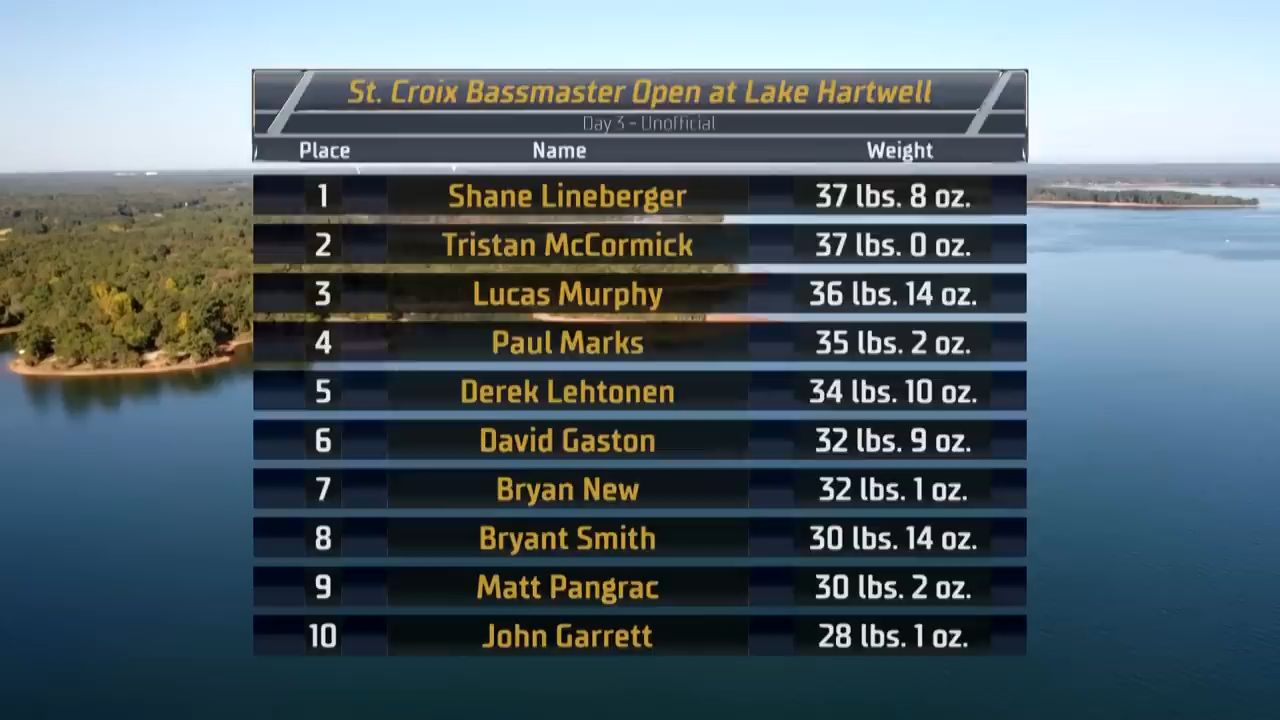 St. Croix Bassmaster Open at Lake Hartwell
Day 3 - Unofficial
Place Name Weight
1 Shane Lineberger 37 lbs. 8 oz.
2 Tristan McCormick 37 lbs. 0 oz.
3 Lucas Murphy 36 lbs. 14 oz.
4 Paul Marks 35 lbs. 2 oz.
5 Derek Lehtonen 34 lbs. 10 oz.
6 David Gaston 32 lbs. 9 oz.
7 Bryan New 32 lbs. 1 oz.
8 Bryant Smith 30 lbs. 14 oz.
9 Matt Pangrac 30 lbs. 2 oz.
10 John Garrett 28 lbs. 1 oz.